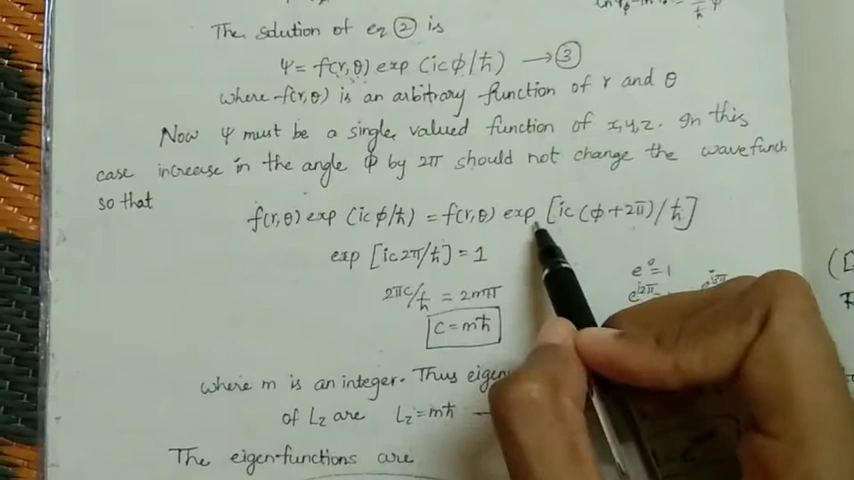 The solution of eq ② is
ψ = f(r,θ) exp (icϕ/ħ) → ③
where f(r,θ) is an arbitrary function of r and θ
Now ψ must be a single valued function of x,y,z. In this
case increase in the angle ϕ by 2π should not change the wavefunch
so that
f(r,θ) exp (icϕ/ħ) = f(r,θ) exp [ic (ϕ+2π)/ħ]
exp [ic2π/ħ] = 1
e⁰=1
2πc/ħ = 2mπ
c = mħ
where m is an integer. Thus eigen
of Lz are Lz = mħ
The eigen-functions are